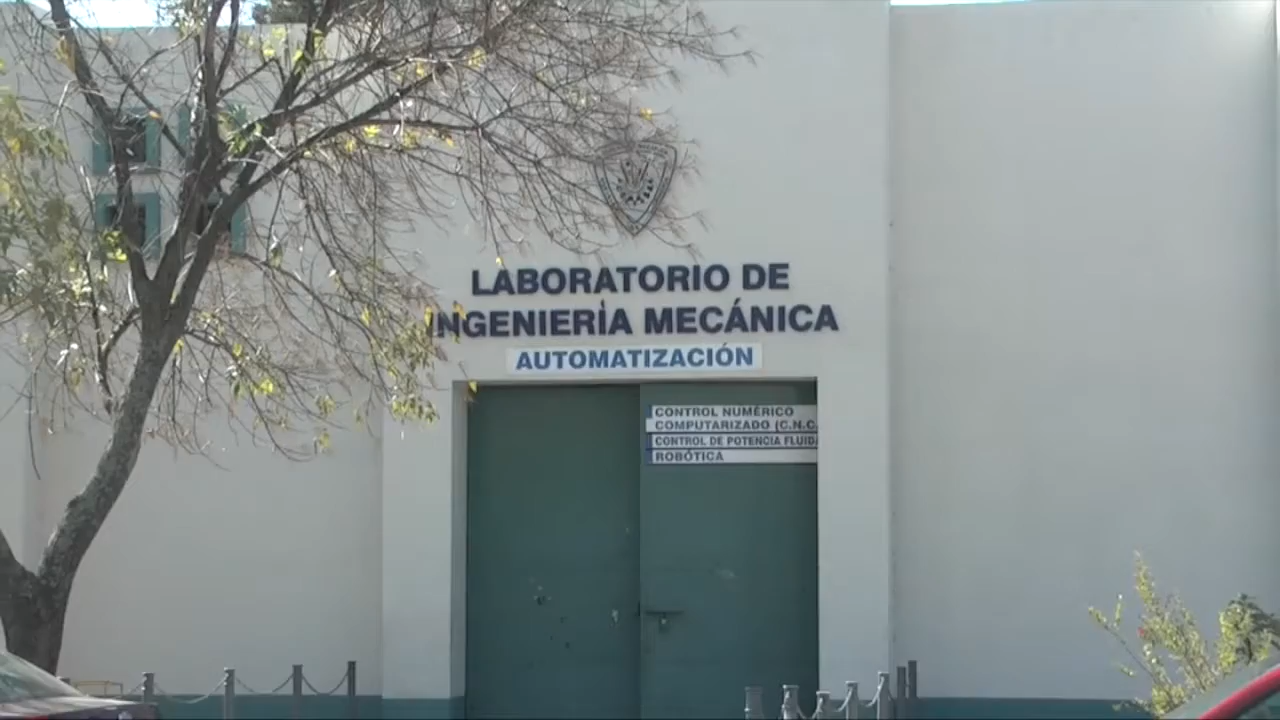 LABORATORIO DE
INGENIERÍA MECÁNICA
AUTOMATIZACIÓN
CONTROL NUMÉRICO
COMPUTARIZADO (C.N.C.
CONTROL DE POTENCIA FLUIDA
ROBÓTICA